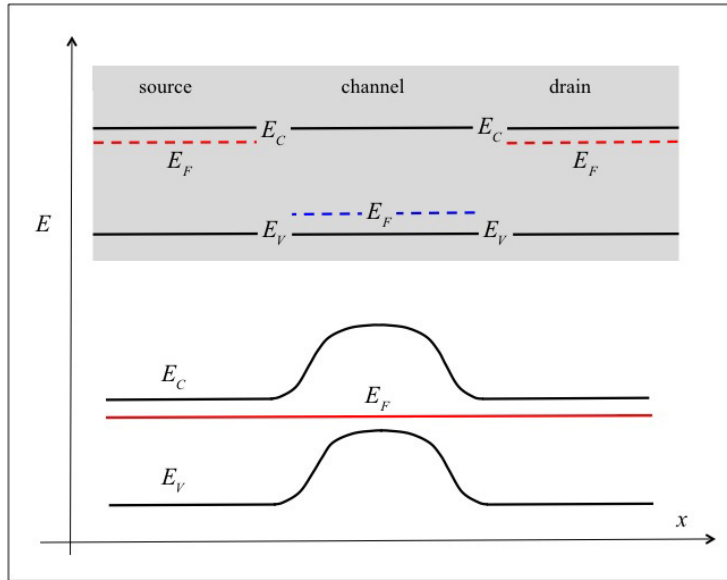 source channel drain
E_C E_C
E_F E_F
E_F
E E_V E_V
E_C
E_F
E_V
x